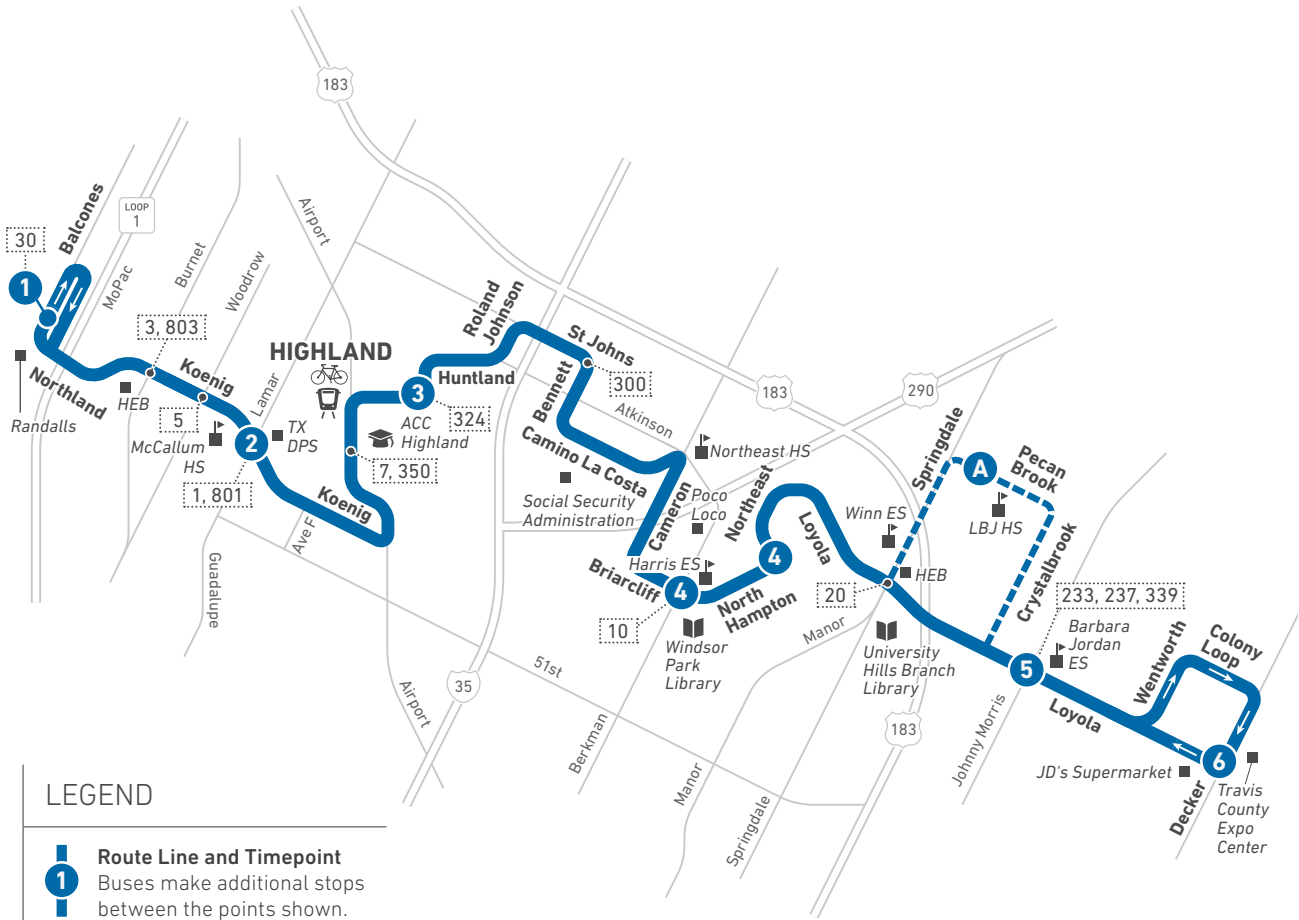 183
Balcones
LOOP
1
30
1
MoPac
Burnet
Woodrow
Airport
3, 803
HIGHLAND
Roland
Johnson
St Johns
Northland
Koenig
Lamar
Huntland
300
183
290
Randalls
HEB
5
McCallum
HS
2
TX
DPS
3
324
ACC
Highland
Bennett
Atkinson
7, 350
1, 801
Camino La Costa
Northeast HS
Springdale
Pecan
Brook
A
LBJ HS
Koenig
Ave F
Social Security
Administration
Cameron
Poco
Loco
Northeast
Loyola
Winn ES
Guadalupe
Harris ES
4
HEB
Crystalbrook
Briarcliff
4
North
Hampton
20
233, 237, 339
10
Manor
Windsor
Park
Library
University
Hills Branch
Library
Barbara
Jordan
ES
5
Wentworth
Colony
Loop
51st
Airport
35
183
Loyola
Berkman
Manor
Springdale
Johnny Morris
JD's Supermarket
6
Decker
Travis
County
Expo
Center
LEGEND
1
Route Line and Timepoint
Buses make additional stops
between the points shown.